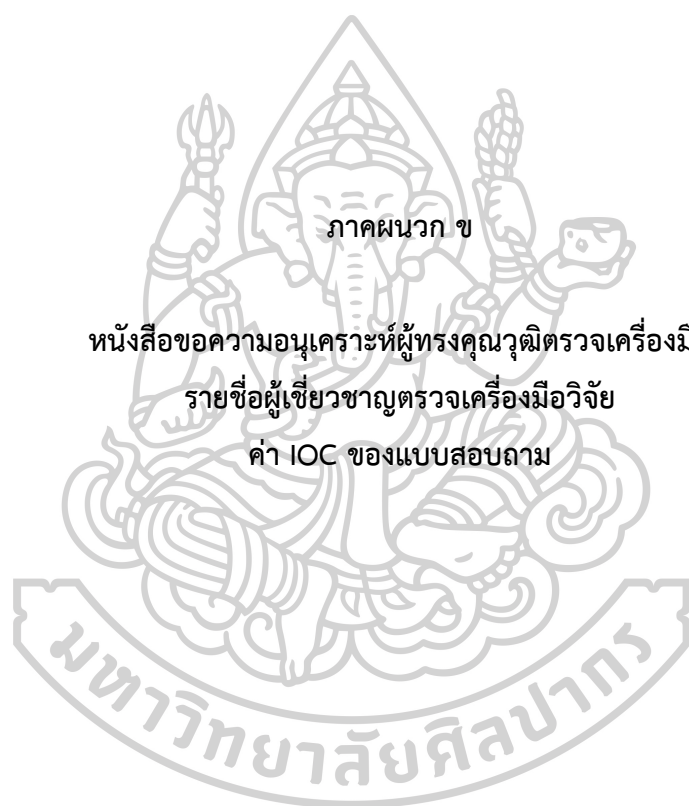 ภาคผนวก ข
หนังสือขอความอนุเคราะห์ผู้ทรงคุณวุฒิตรวจเครื่องมื
รายชื่อผู้เชี่ยวชาญตรวจเครื่องมือวิจัย
ค่า IOC ของแบบสอบถาม
มหาวิทยาลัยศิลปากร